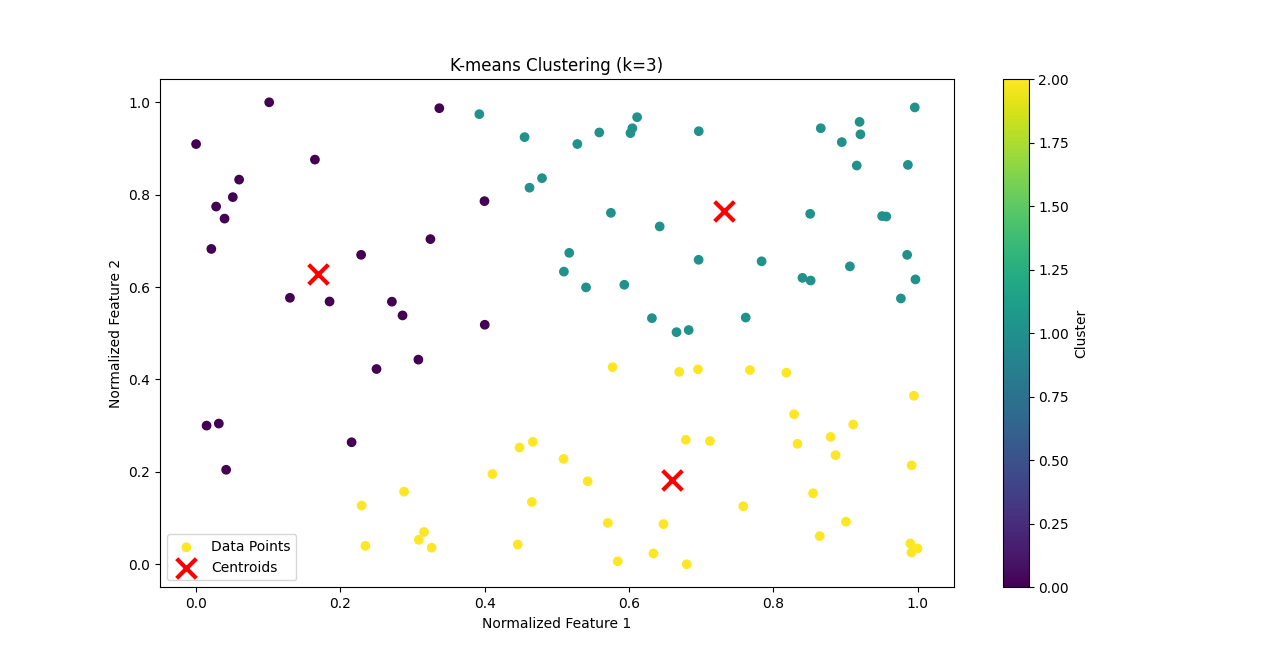 K-means Clustering (k=3)
1.0
0.8
0.6
0.4
0.2
0.0
Normalized Feature 2
Data Points
Centroids
0.0 0.2 0.4 0.6 0.8 1.0
Normalized Feature 1
2.00
1.75
1.50
1.25
1.00
0.75
0.50
0.25
0.00
Cluster